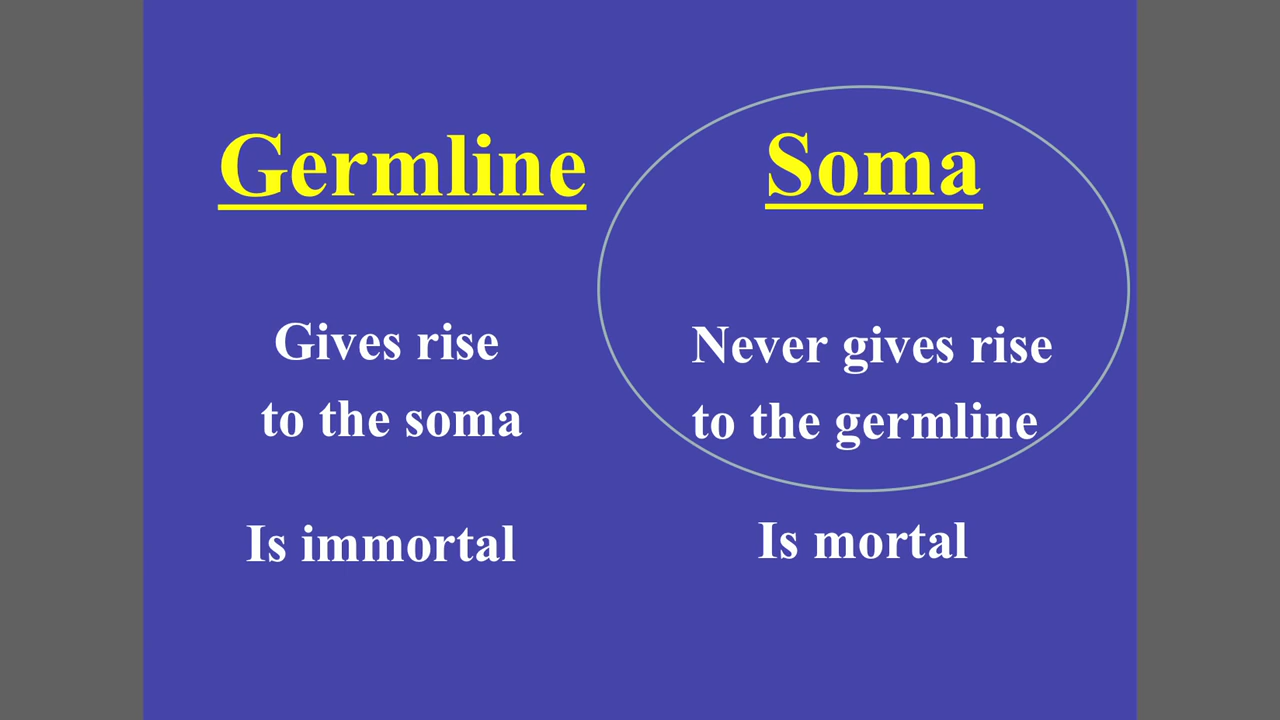 Germline
Gives rise
to the soma
Is immortal
Soma
Never gives rise
to the germline
Is mortal